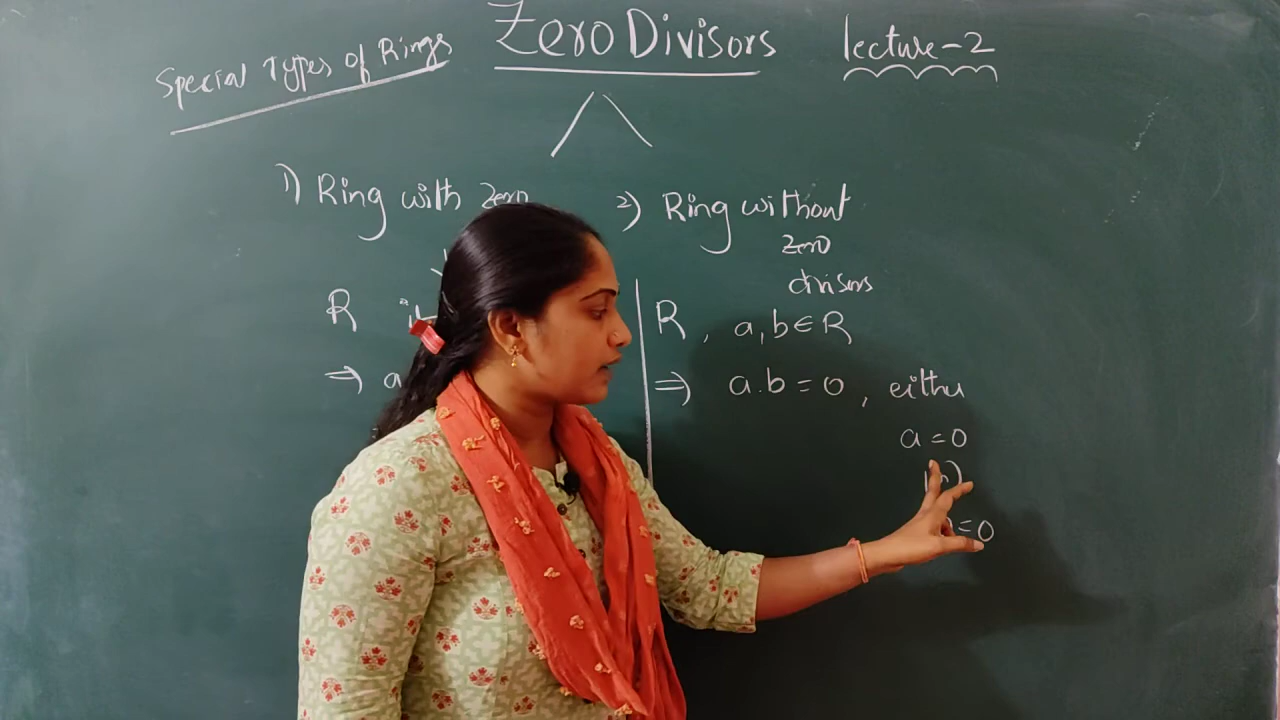 Special Types of Rings
Zero Divisors
lecture-2
1) Ring with Zero
R
⇒ a
2) Ring without
Zero
divisors
R, a,b∈R
⇒ a.b=0, either
a=0
=0